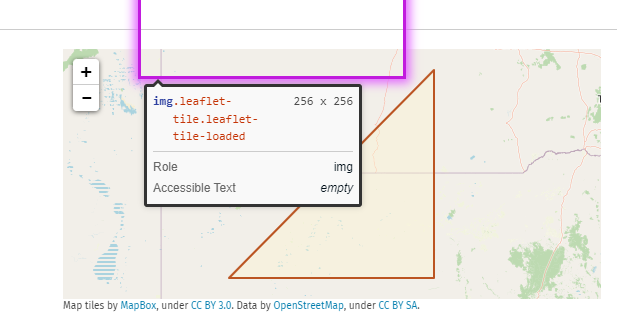 +
−
img.leaflet- 256 x 256
tile.leaflet-
tile-loaded
Role img
Accessible Text empty
T
Map tiles by MapBox, under CC BY 3.0. Data by OpenStreetMap, under CC BY SA.